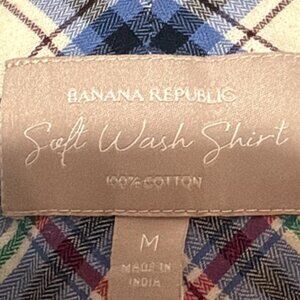 BANANA REPUBLIC
Soft Wash Shirt
100% COTTON
M
MADE IN
INDIA